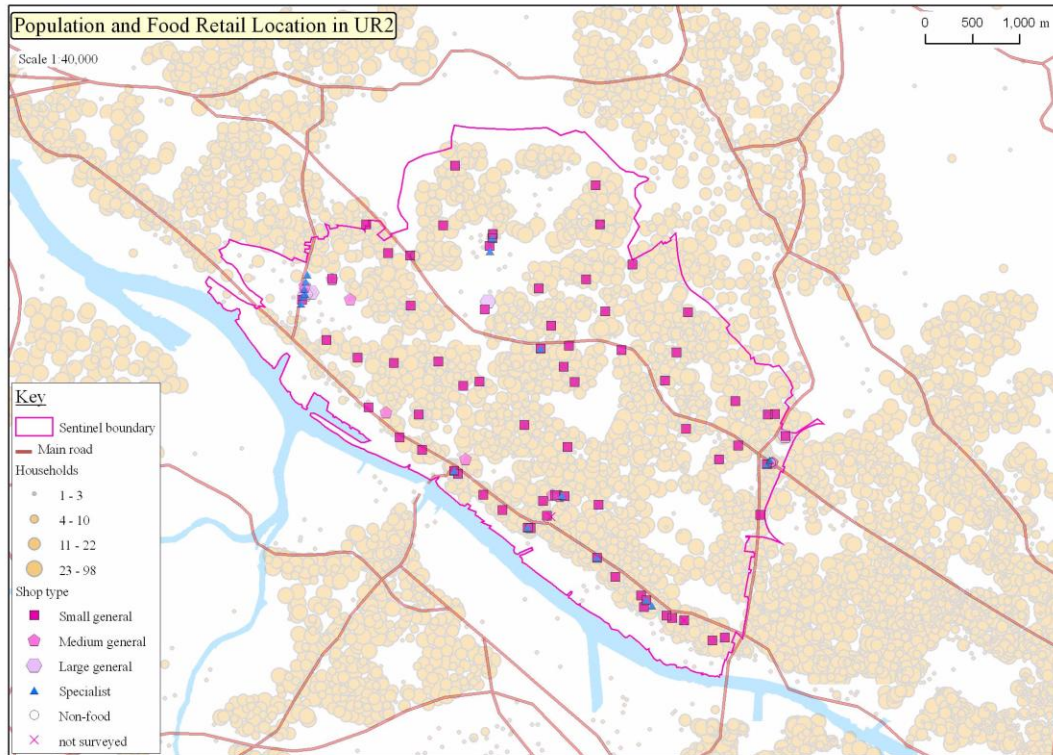 Population and Food Retail Location in UR2
0 500 1,000 m
Scale 1:40,000
Key
Sentinel boundary
Main road
Households
1 - 3
4 - 10
11 - 22
23 - 98
Shop type
Small general
Medium general
Large general
Specialist
Non-food
not surveyed